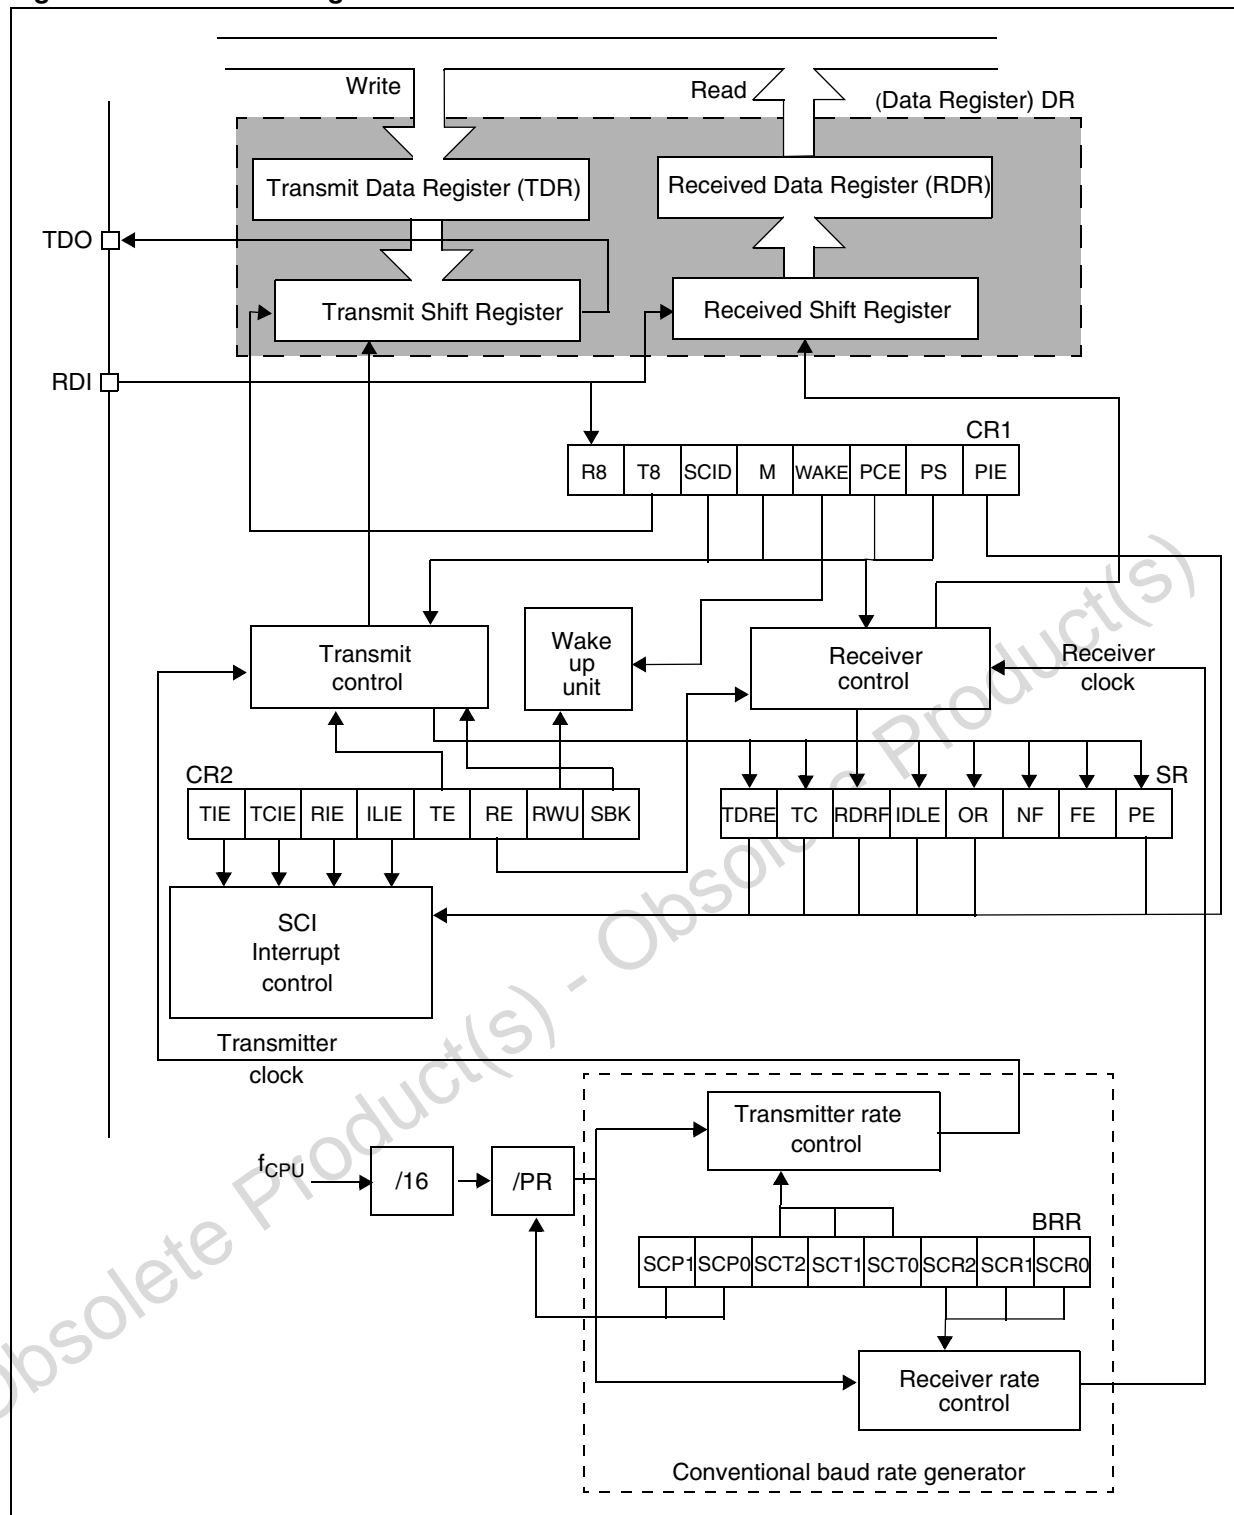 Write
Read
(Data Register) DR
Transmit Data Register (TDR)
Received Data Register (RDR)
TDO
Transmit Shift Register
Received Shift Register
RDI
CR1
R8 T8 SCID M WAKE PCE PS PIE
Transmit
control
Wake
up
unit
Receiver
control
Receiver
clock
CR2
SR
TIE TCIE RIE ILIE TE RE RWU SBK
TDRE TC RDRF IDLE OR NF FE PE
SCI
Interrupt
control
Transmitter
clock
Transmitter rate
control
fCPU
/16
/PR
BRR
SCP1 SCP0 SCT2 SCT1 SCT0 SCR2 SCR1 SCR0
Receiver rate
control
Conventional baud rate generator
Obsolete Product(s) - Obsolete Product(s)